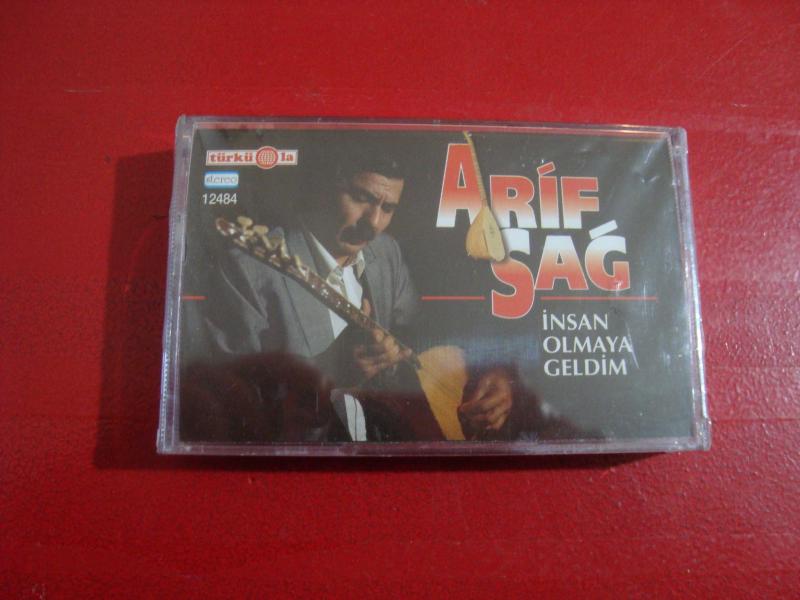 türkü la
stereo
12484
ARİF
SAĞ
İNSAN
OLMAYA
GELDİM